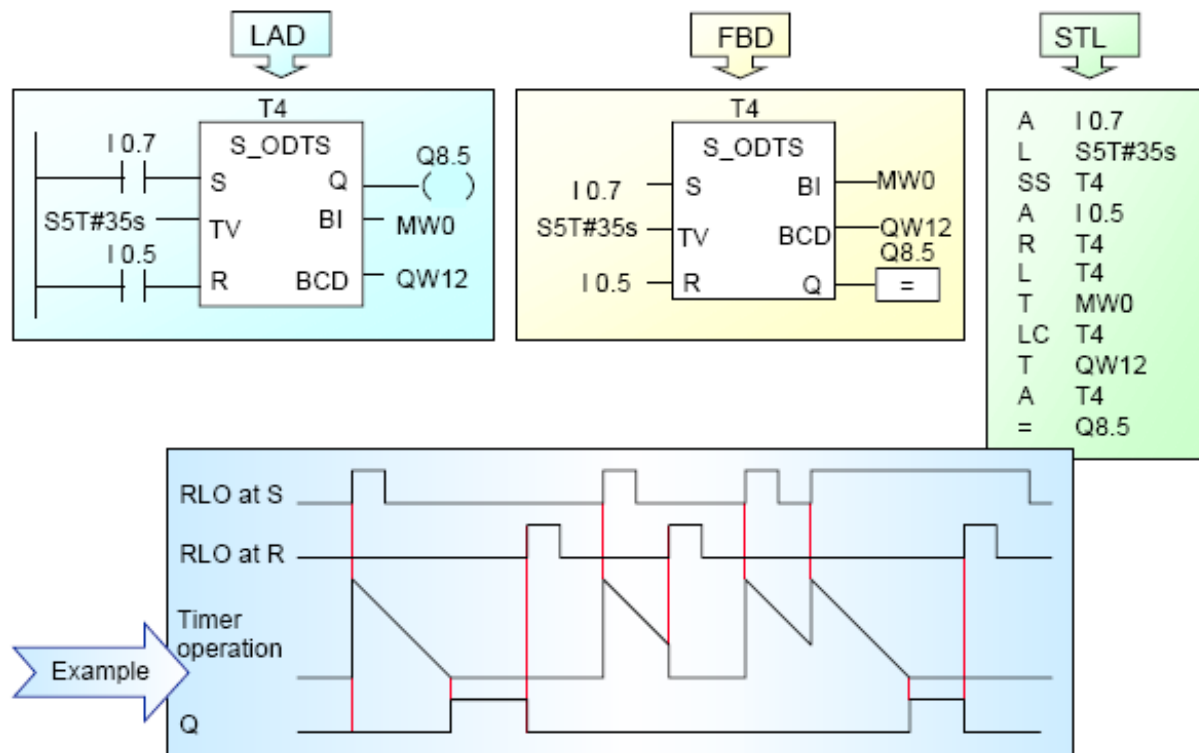 LAD
FBD
STL
T4
I 0.7
S_ODTS
Q8.5
S
Q
S5T#35s
TV
BI
MW0
I 0.5
R
BCD
QW12
T4
S_ODTS
I 0.7
S
BI
MW0
S5T#35s
TV
BCD
QW12
Q8.5
I 0.5
R
Q
=
A I 0.7
L S5T#35s
SS T4
A I 0.5
R T4
L T4
T MW0
LC T4
T QW12
A T4
= Q8.5
RLO at S
RLO at R
Timer
operation
Example
Q